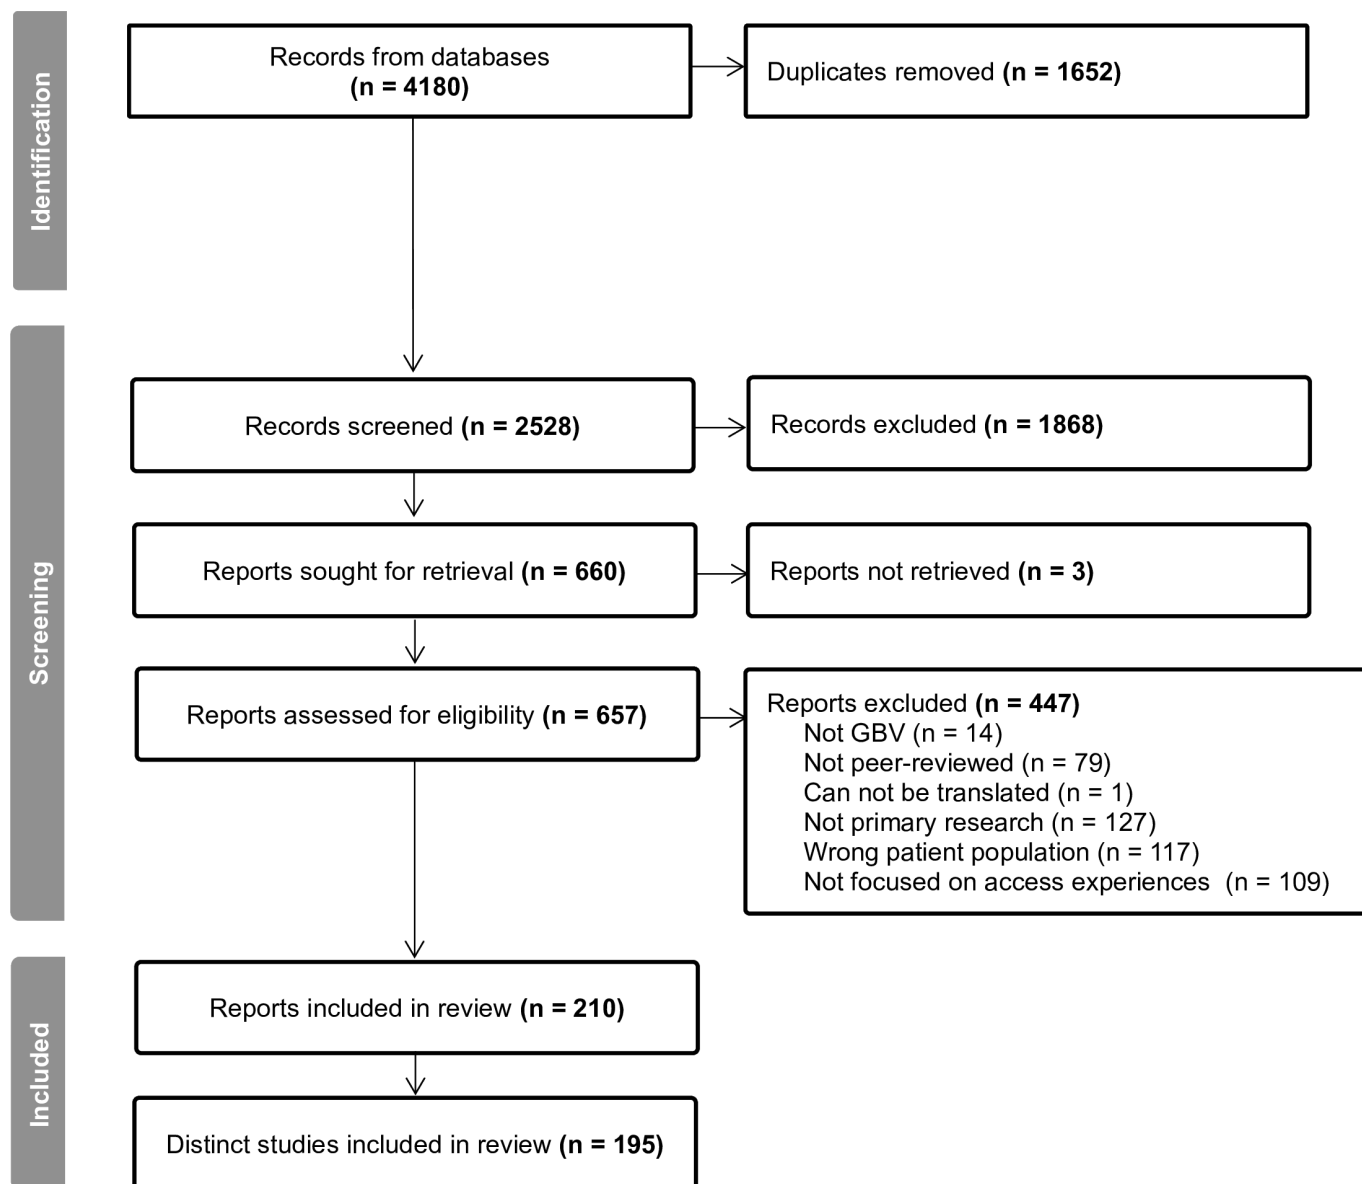 Identification
Records from databases
(n = 4180)
Duplicates removed (n = 1652)
Screening
Records screened (n = 2528)
Records excluded (n = 1868)
Reports sought for retrieval (n = 660)
Reports not retrieved (n = 3)
Reports assessed for eligibility (n = 657)
Reports excluded (n = 447)
Not GBV (n = 14)
Not peer-reviewed (n = 79)
Can not be translated (n = 1)
Not primary research (n = 127)
Wrong patient population (n = 117)
Not focused on access experiences (n = 109)
Included
Reports included in review (n = 210)
Distinct studies included in review (n = 195)